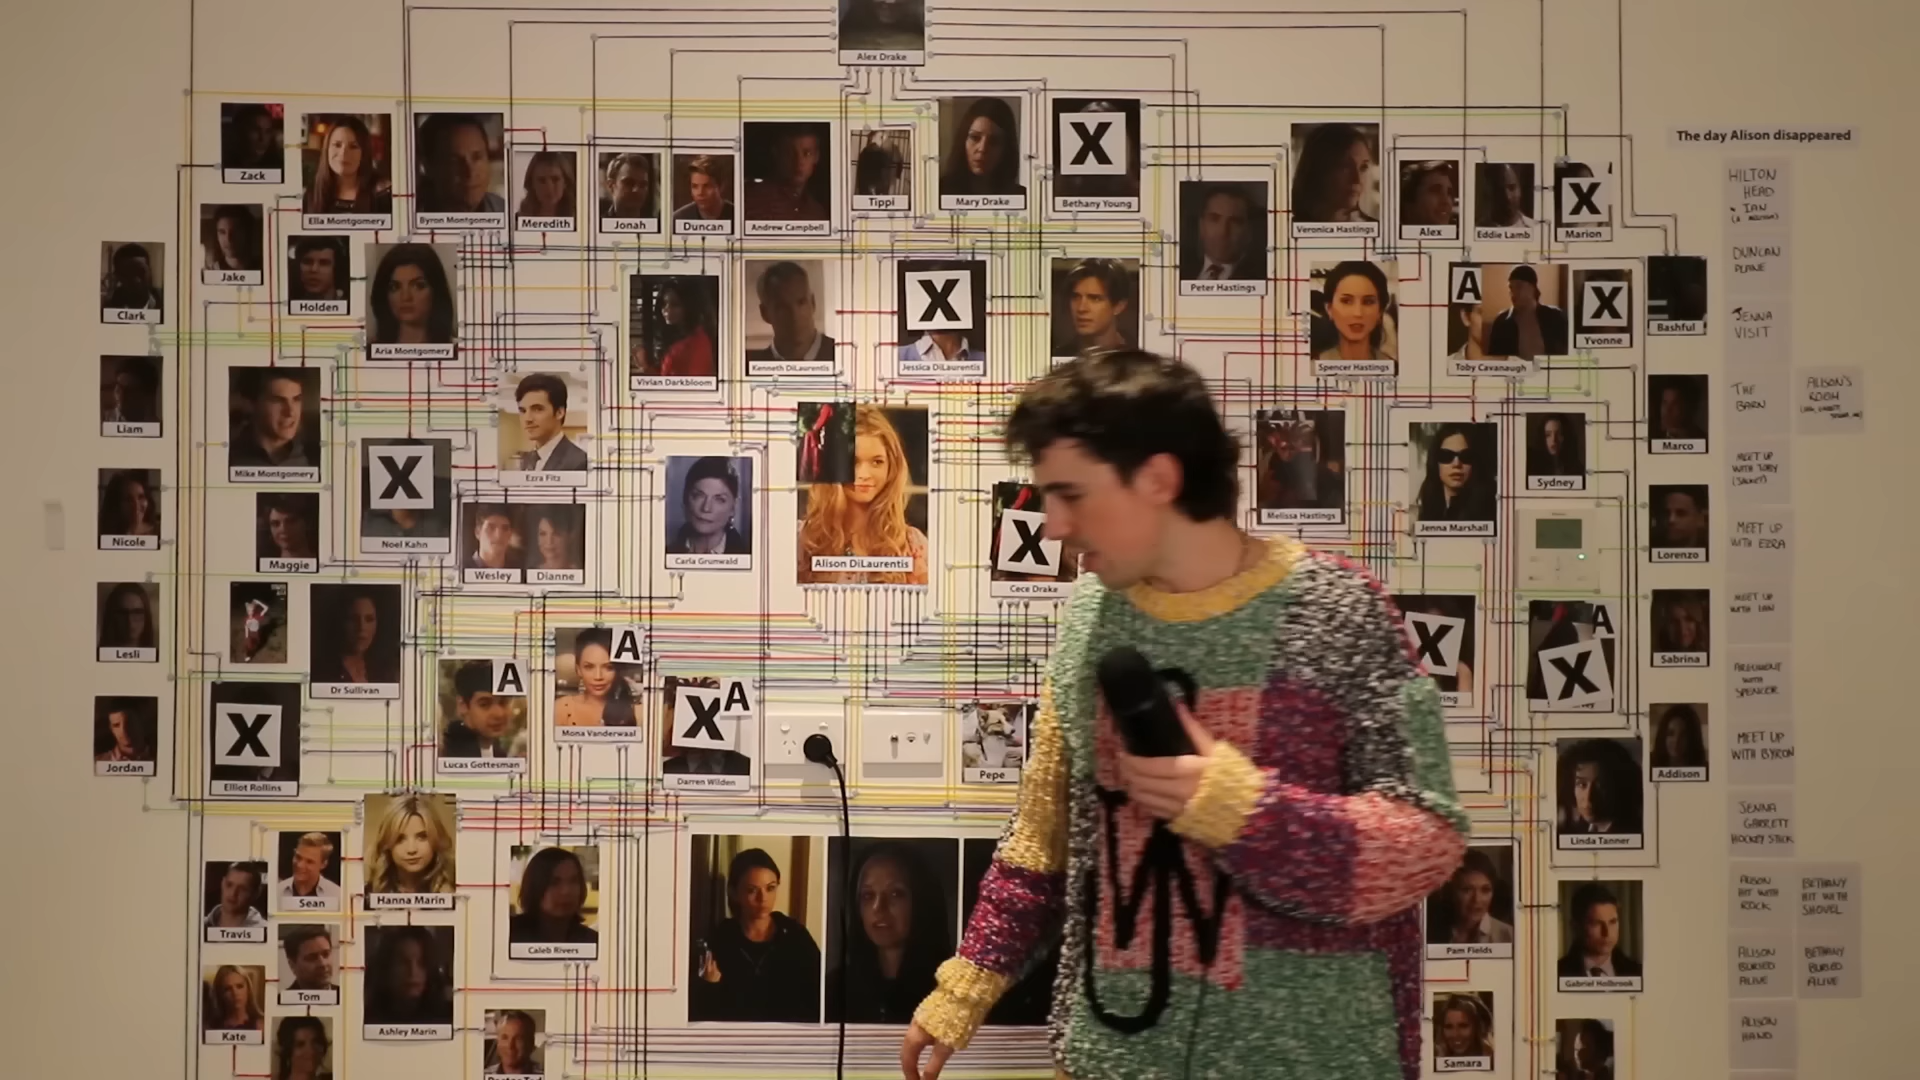 Alex Drake
The day Alison disappeared
Zack
Ella Montgomery
Byron Montgomery
Meredith
Jonah
Duncan
Andrew Campbell
Tippi
Mary Drake
X
Bethany Young
Veronica Hastings
Alex
Eddie Lamb
X
Marion
HILTON
HEAD
IAN
Jake
Holden
Clark
Aria Montgomery
Vivian Darkbloom
Kenneth DiLaurentis
X
Jessica DiLaurentis
Peter Hastings
Spencer Hastings
A
Toby Cavanaugh
X
Yvonne
Bashful
DUNCAN
PLANE
JENNA
VISIT
Liam
Mike Montgomery
X
Noel Kahn
Ezra Fitz
Carla Grunwald
Alison DiLaurentis
X
Cece Drake
Melissa Hastings
Jenna Marshall
Sydney
Marco
THE
BARN
ALISON'S
ROOM
MEET UP
WITH TOBY
(JACKET)
Nicole
Maggie
Wesley
Dianne
Lorenzo
MEET UP
WITH EZRA
Lesli
Dr Sullivan
A
Lucas Gottesman
A
Mona Vanderwaal
X
A
Darren Wilden
Pepe
X
ring
A
X
Sabrina
MEET UP
WITH IAN
ARGUMENT
WITH
SPENCER
Jordan
X
Elliot Rollins
Linda Tanner
Addison
MEET UP
WITH BYRON
JENNA
GARRETT
HOCKEY STICK
Travis
Sean
Hanna Marin
Caleb Rivers
Pam Fields
Gabriel Holbrook
ALISON
HIT WITH
ROCK
BETHANY
HIT WITH
SHOVEL
Kate
Tom
Ashley Marin
Samara
ALISON
BURIED
ALIVE
BETHANY
BURIED
ALIVE
ALISON
HAND